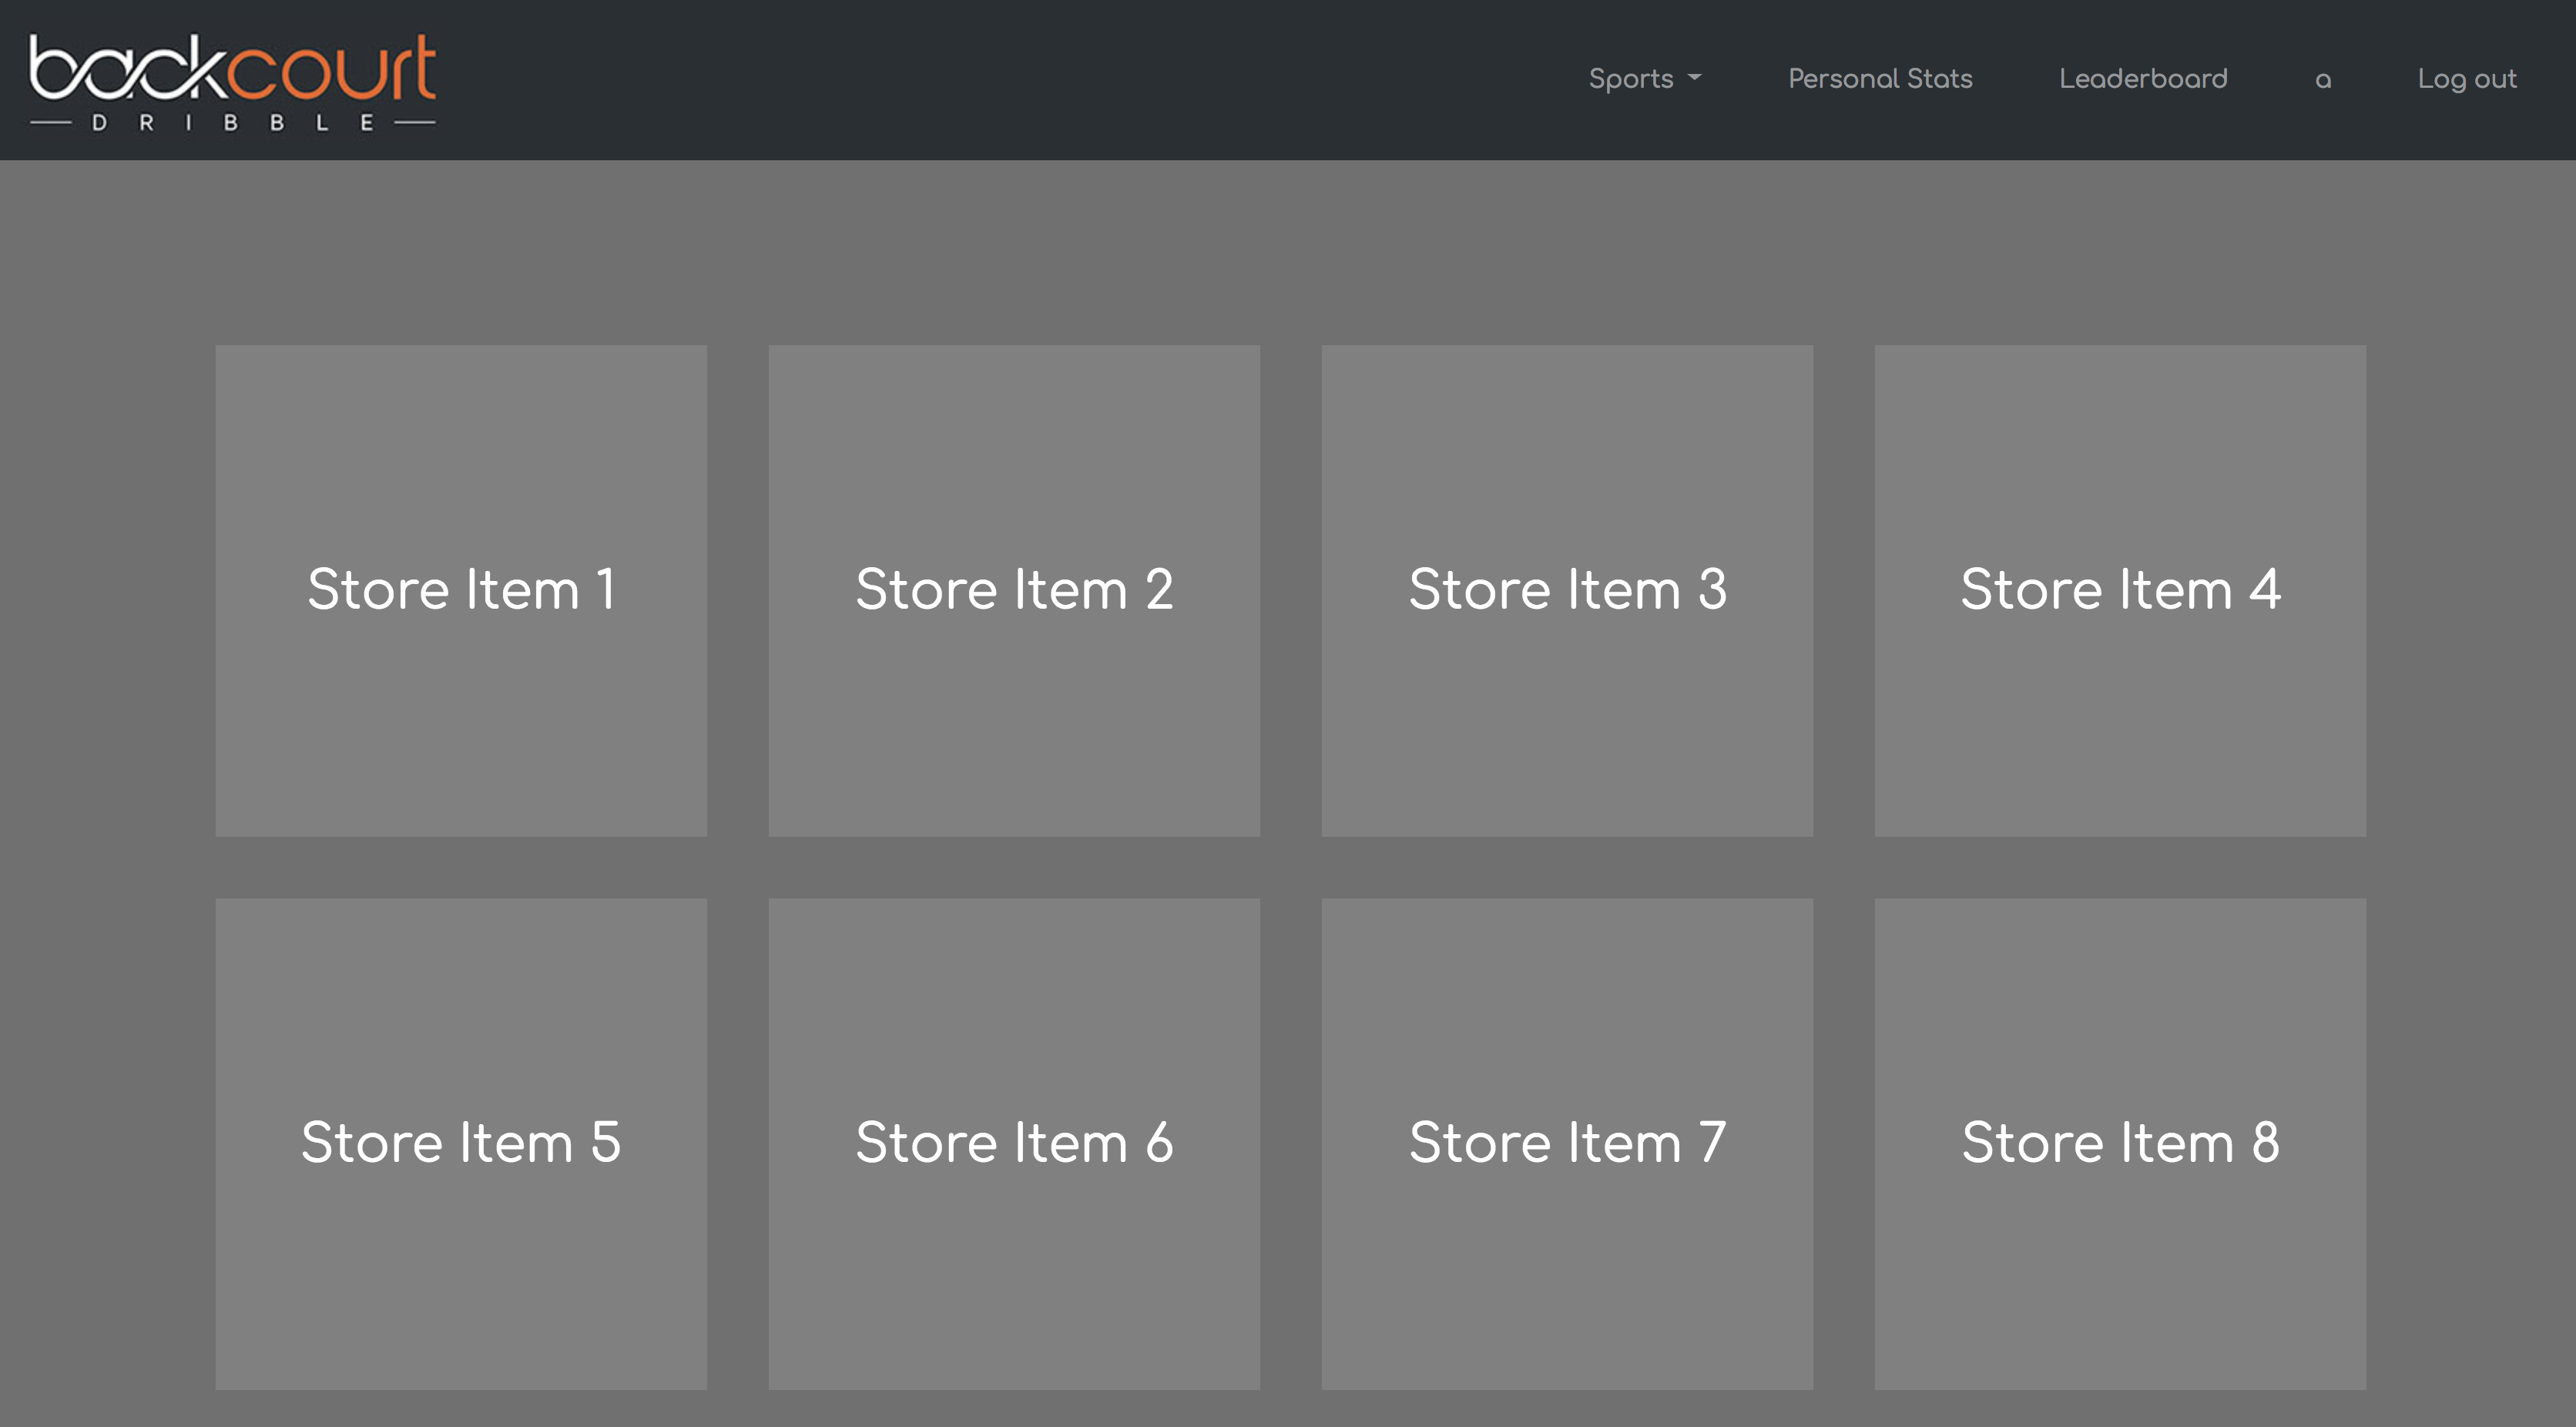 backcourt
DRIBBLE
Sports
Personal Stats
Leaderboard
a
Log out
Store Item 1
Store Item 2
Store Item 3
Store Item 4
Store Item 5
Store Item 6
Store Item 7
Store Item 8